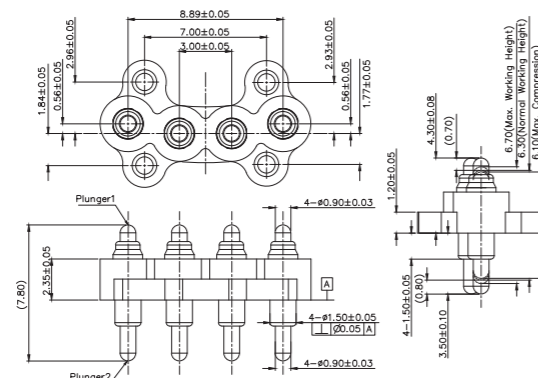 8.89±0.05
7.00±0.05
3.00±0.05
2.96±0.05
1.84±0.05
0.56±0.05
2.93±0.05
0.56±0.05
1.77±0.05
4.30±0.08
(0.70)
6.70(Max. Working Height)
6.30(Normal Working Height)
6.10(Max. Compression)
1.20±0.05
Plunger1
4-ø0.90±0.03
(7.80)
2.35±0.05
A
4-ø1.50±0.05
⊥ Ø0.05 A
4-ø0.90±0.03
Plunger2
4-1.50±0.05
(0.80)
3.50±0.10